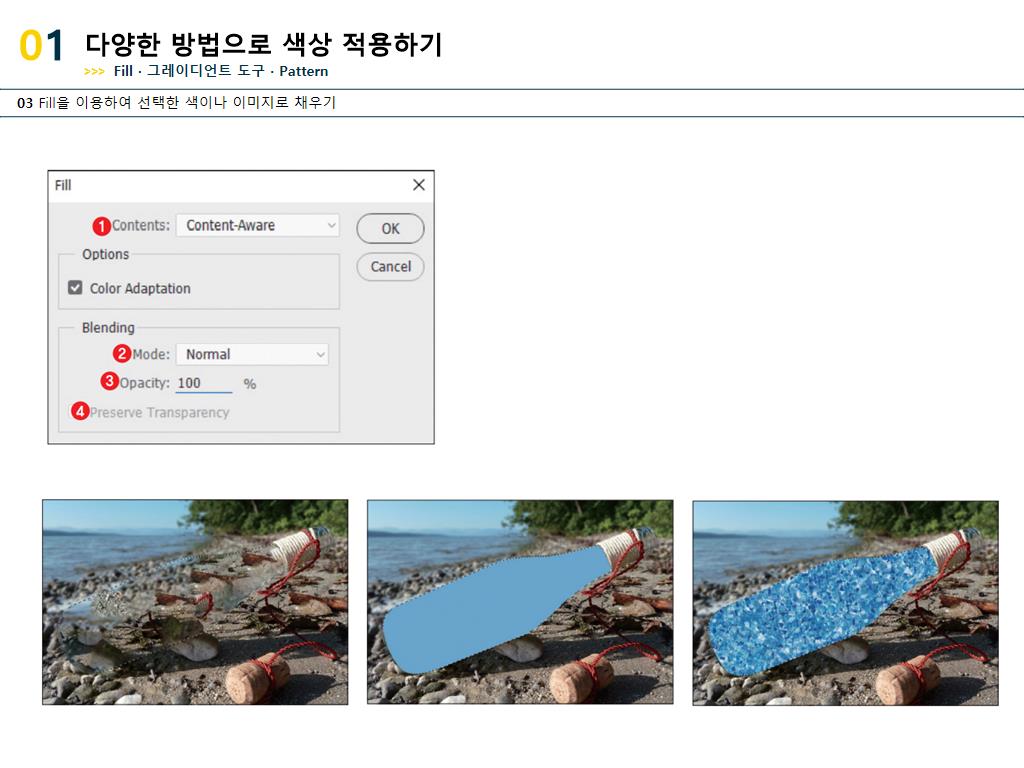 01 다양한 방법으로 색상 적용하기
>>> Fill · 그레이디언트 도구 · Pattern
03 Fill을 이용하여 선택한 색이나 이미지로 채우기
Fill
1 Contents: Content-Aware
OK
Options
Cancel
Color Adaptation
Blending
2 Mode: Normal
3 Opacity: 100 %
4 Preserve Transparency